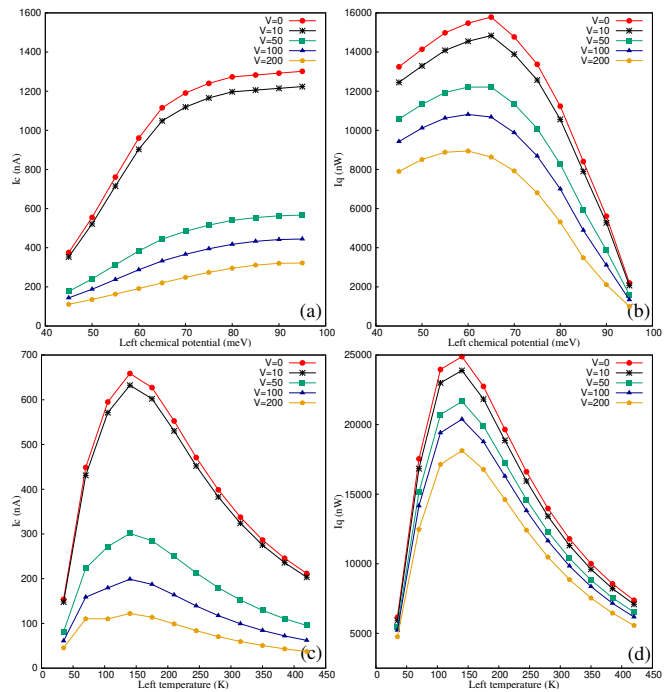 V=0
V=10
V=50
V=100
V=200
1600
1400
1200
1000
800
600
400
200
0
40 50 60 70 80 90 100
Ic (nA)
Left chemical potential (meV)
(a)
V=0
V=10
V=50
V=100
V=200
16000
14000
12000
10000
8000
6000
4000
2000
0
40 50 60 70 80 90 100
Iq (nW)
Left chemical potential (meV)
(b)
V=0
V=10
V=50
V=100
V=200
700
600
500
400
300
200
100
0
0 50 100 150 200 250 300 350 400 450
Ic (nA)
Left temperature (K)
(c)
V=0
V=10
V=50
V=100
V=200
25000
20000
15000
10000
5000
0 50 100 150 200 250 300 350 400 450
Iq (nW)
Left temperature (K)
(d)